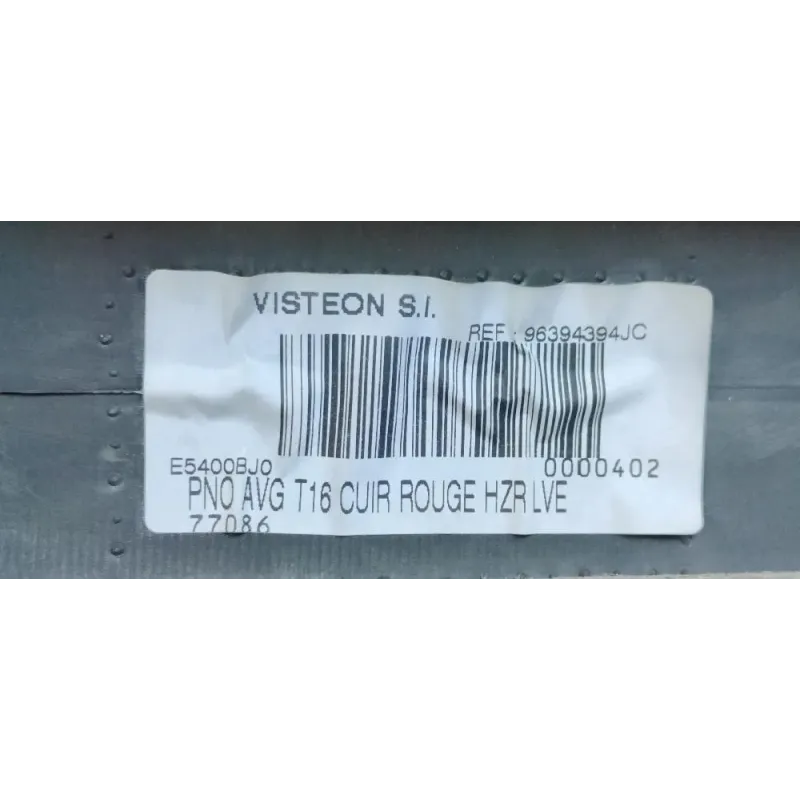 VISTEON S.I.
REF : 96394394JC
E5400BJ0 0000402
PNO AVG T16 CUIR ROUGE HZR LVE
77086